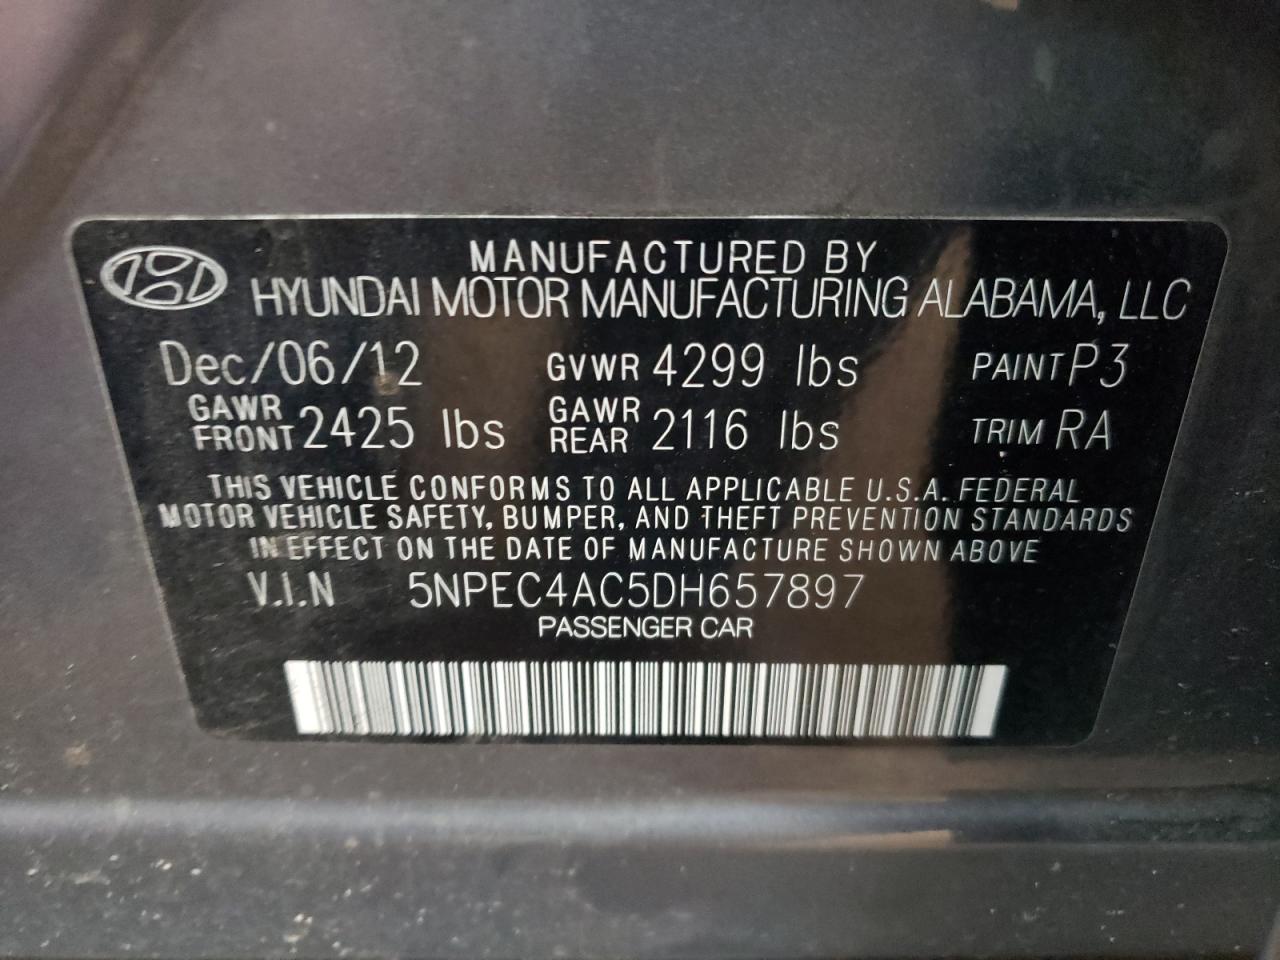 MANUFACTURED BY
HYUNDAI MOTOR MANUFACTURING ALABAMA, LLC
Dec/06/12 GVWR 4299 lbs PAINT P3
GAWR FRONT 2425 lbs GAWR REAR 2116 lbs TRIM RA
THIS VEHICLE CONFORMS TO ALL APPLICABLE U.S.A. FEDERAL
MOTOR VEHICLE SAFETY, BUMPER, AND THEFT PREVENTION STANDARDS
IN EFFECT ON THE DATE OF MANUFACTURE SHOWN ABOVE
V.I.N 5NPEC4AC5DH657897
PASSENGER CAR